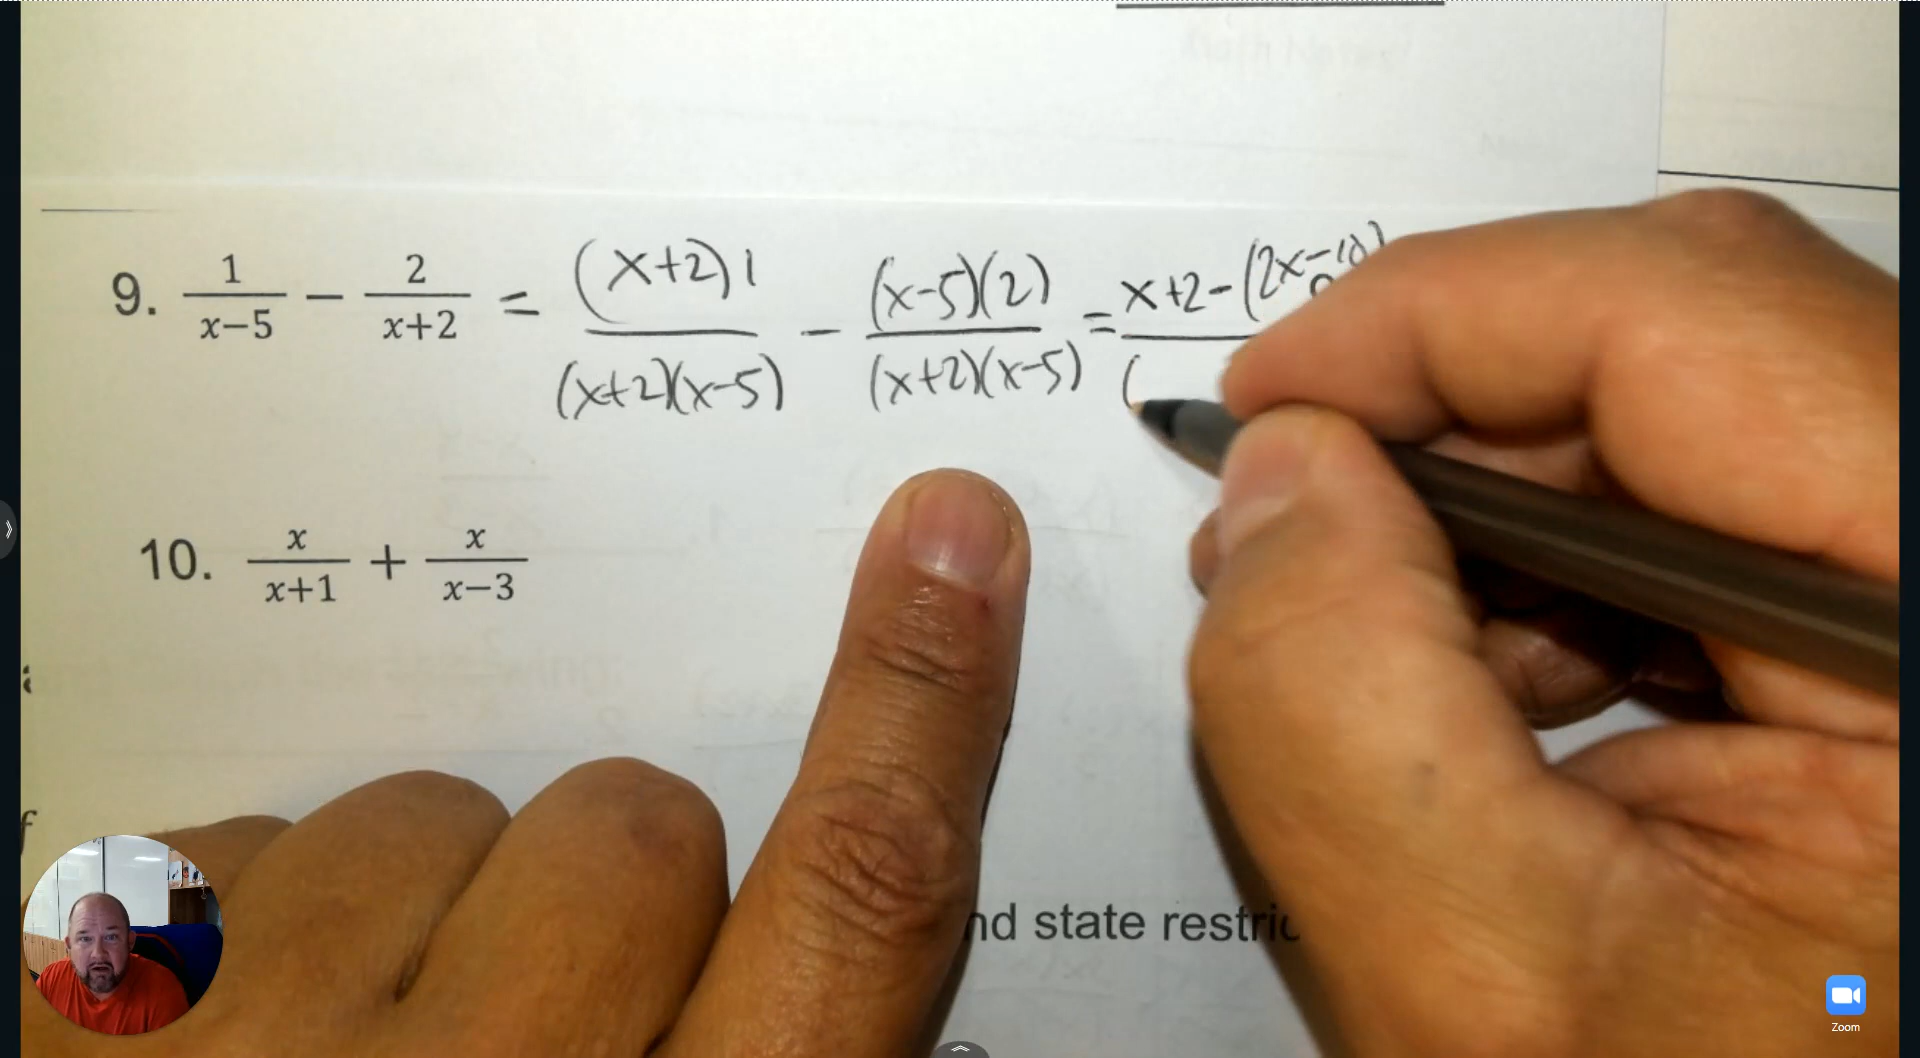 9. 1/(x−5) − 2/(x+2) = (x+2)1/((x+2)(x-5)) − (x-5)(2)/((x+2)(x-5)) = x+2-(2x-10)/(
10. x/(x+1) + x/(x−3)
nd state restric
f
Zoom